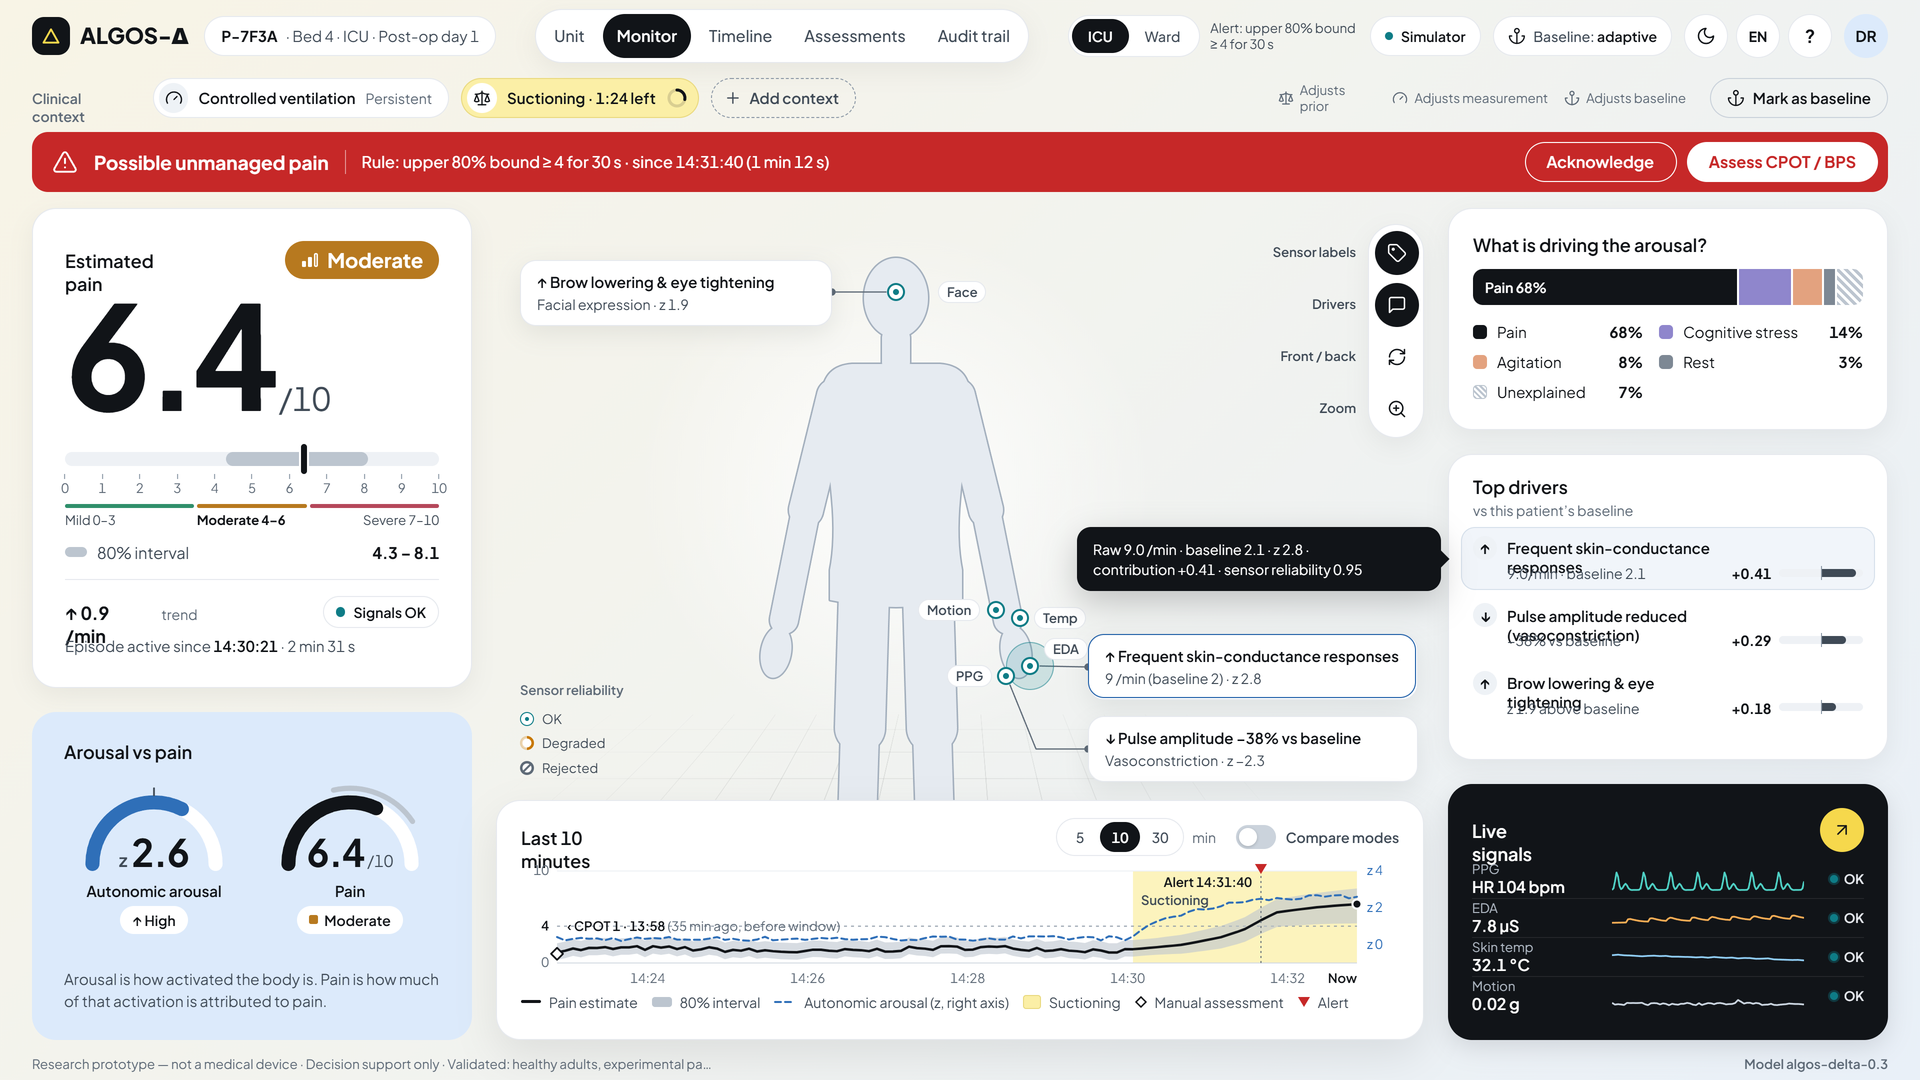 ALGOS-Δ
P-7F3A · Bed 4 · ICU · Post-op day 1
Unit Monitor Timeline Assessments Audit trail
ICU Ward
Alert: upper 80% bound
≥ 4 for 30 s
Simulator
Baseline: adaptive
EN
?
DR
Clinical
context
Controlled ventilation Persistent
Suctioning · 1:24 left
+ Add context
Adjusts
prior
Adjusts measurement
Adjusts baseline
Mark as baseline
Possible unmanaged pain
Rule: upper 80% bound ≥ 4 for 30 s · since 14:31:40 (1 min 12 s)
Acknowledge
Assess CPOT / BPS
Estimated
pain
Moderate
6.4/10
0 1 2 3 4 5 6 7 8 9 10
Mild 0–3 Moderate 4–6 Severe 7–10
80% interval 4.3 – 8.1
↑ 0.9
/min
trend
Signals OK
Episode active since 14:30:21 · 2 min 31 s
Arousal vs pain
z 2.6
6.4/10
Autonomic arousal
Pain
↑ High
Moderate
Arousal is how activated the body is. Pain is how much
of that activation is attributed to pain.
↑ Brow lowering & eye tightening
Facial expression · z 1.9
Face
Sensor labels
Drivers
Front / back
Zoom
Raw 9.0 /min · baseline 2.1 · z 2.8 ·
contribution +0.41 · sensor reliability 0.95
Motion
Temp
EDA
PPG
↑ Frequent skin-conductance responses
9 /min (baseline 2) · z 2.8
↓ Pulse amplitude −38% vs baseline
Vasoconstriction · z −2.3
Sensor reliability
OK
Degraded
Rejected
Last 10
minutes
5 10 30 min
Compare modes
10
4
0
z 4
z 2
z 0
Alert 14:31:40
Suctioning
‹ CPOT 1 · 13:58 (35 min ago, before window)
14:24 14:26 14:28 14:30 14:32 Now
Pain estimate 80% interval Autonomic arousal (z, right axis) Suctioning Manual assessment Alert
What is driving the arousal?
Pain 68%
Pain 68% Cognitive stress 14%
Agitation 8% Rest 3%
Unexplained 7%
Top drivers
vs this patient's baseline
↑ Frequent skin-conductance
responses
9.0/min · baseline 2.1
+0.41
↓ Pulse amplitude reduced
(vasoconstriction)
−38% vs baseline
+0.29
↑ Brow lowering & eye
tightening
z 1.9 above baseline
+0.18
Live
signals
PPG
HR 104 bpm
OK
EDA
7.8 µS
OK
Skin temp
32.1 °C
OK
Motion
0.02 g
OK
Research prototype — not a medical device · Decision support only · Validated: healthy adults, experimental pa…
Model algos-delta-0.3